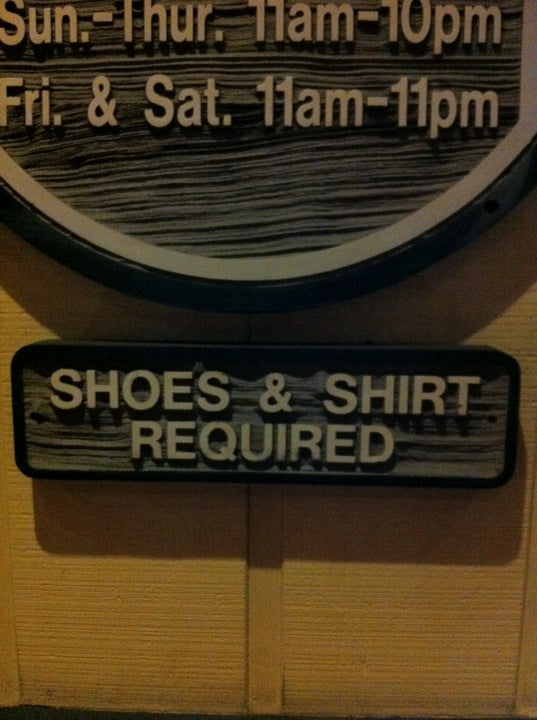 Sun.-Thur. 11am-10pm
Fri. & Sat. 11am-11pm
SHOES & SHIRT
REQUIRED